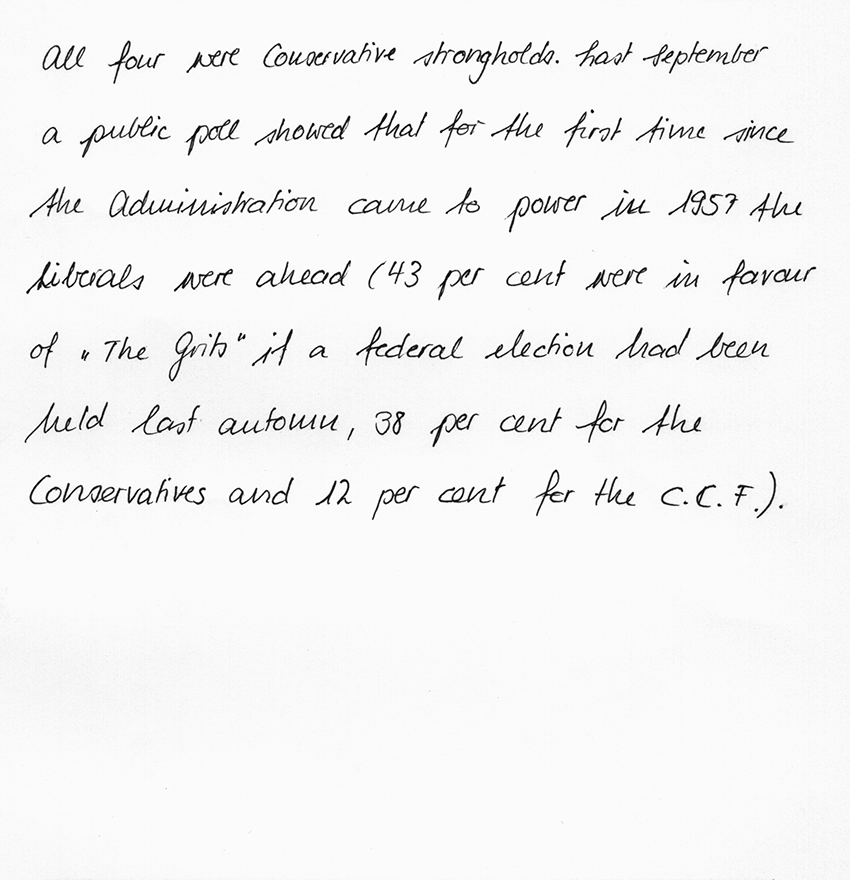 All four were Conservative strongholds. Last September
a public poll showed that for the first time since
the Administration came to power in 1957 the
Liberals were ahead (43 per cent were in favour
of „The Grits" if a federal election had been
held last autumn, 38 per cent for the
Conservatives and 12 per cent for the C.C.F.).